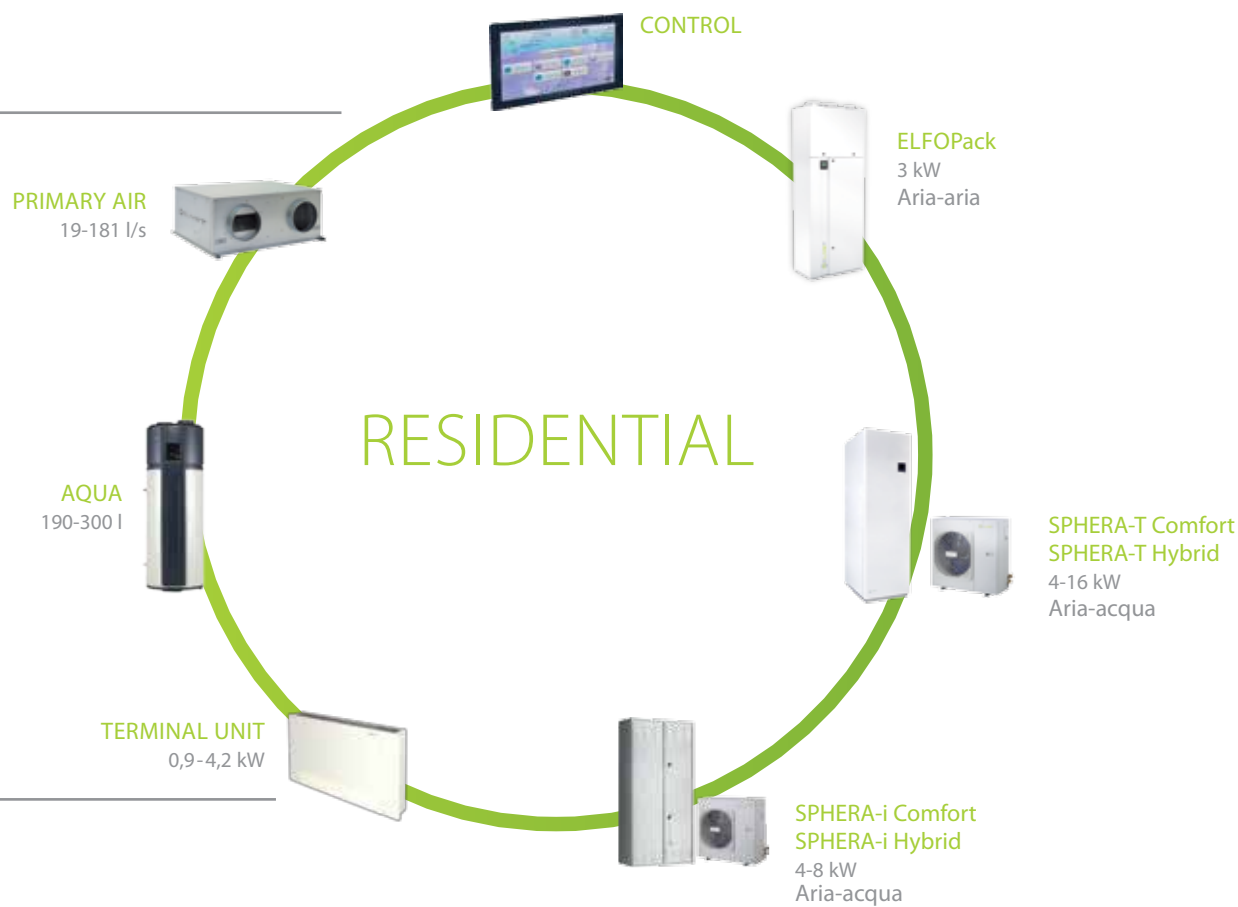 CONTROL
ELFOPack
3 kW
Aria-aria
PRIMARY AIR
19-181 l/s
RESIDENTIAL
AQUA
190-300 l
SPHERA-T Comfort
SPHERA-T Hybrid
4-16 kW
Aria-acqua
TERMINAL UNIT
0,9-4,2 kW
SPHERA-i Comfort
SPHERA-i Hybrid
4-8 kW
Aria-acqua